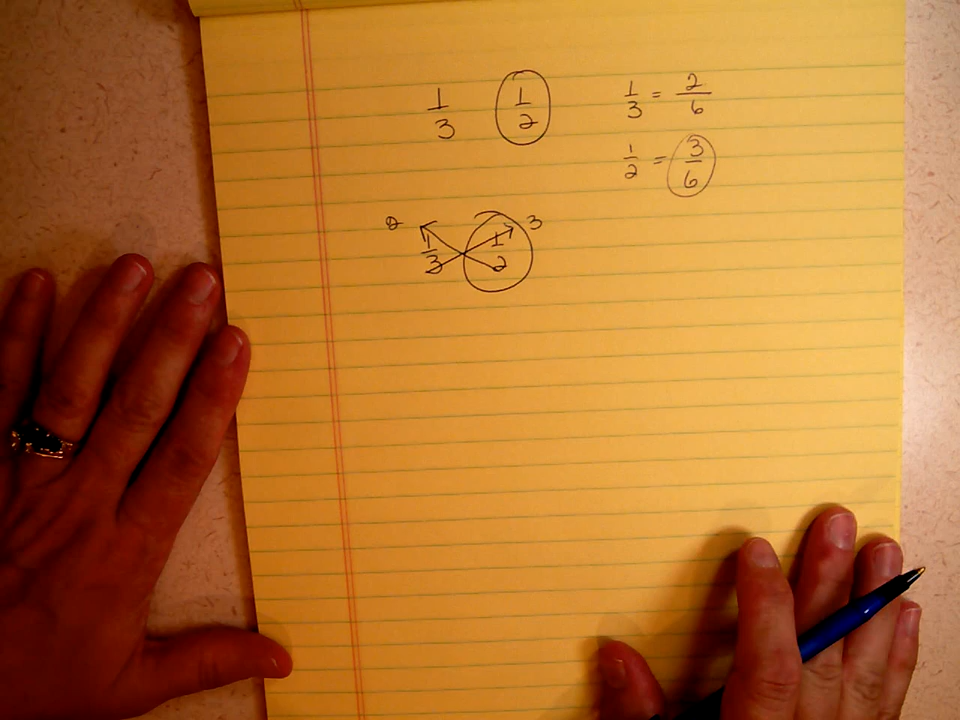 1/3 1/2 1/3 = 2/6
1/2 = 3/6
2 1/3 1/2 3